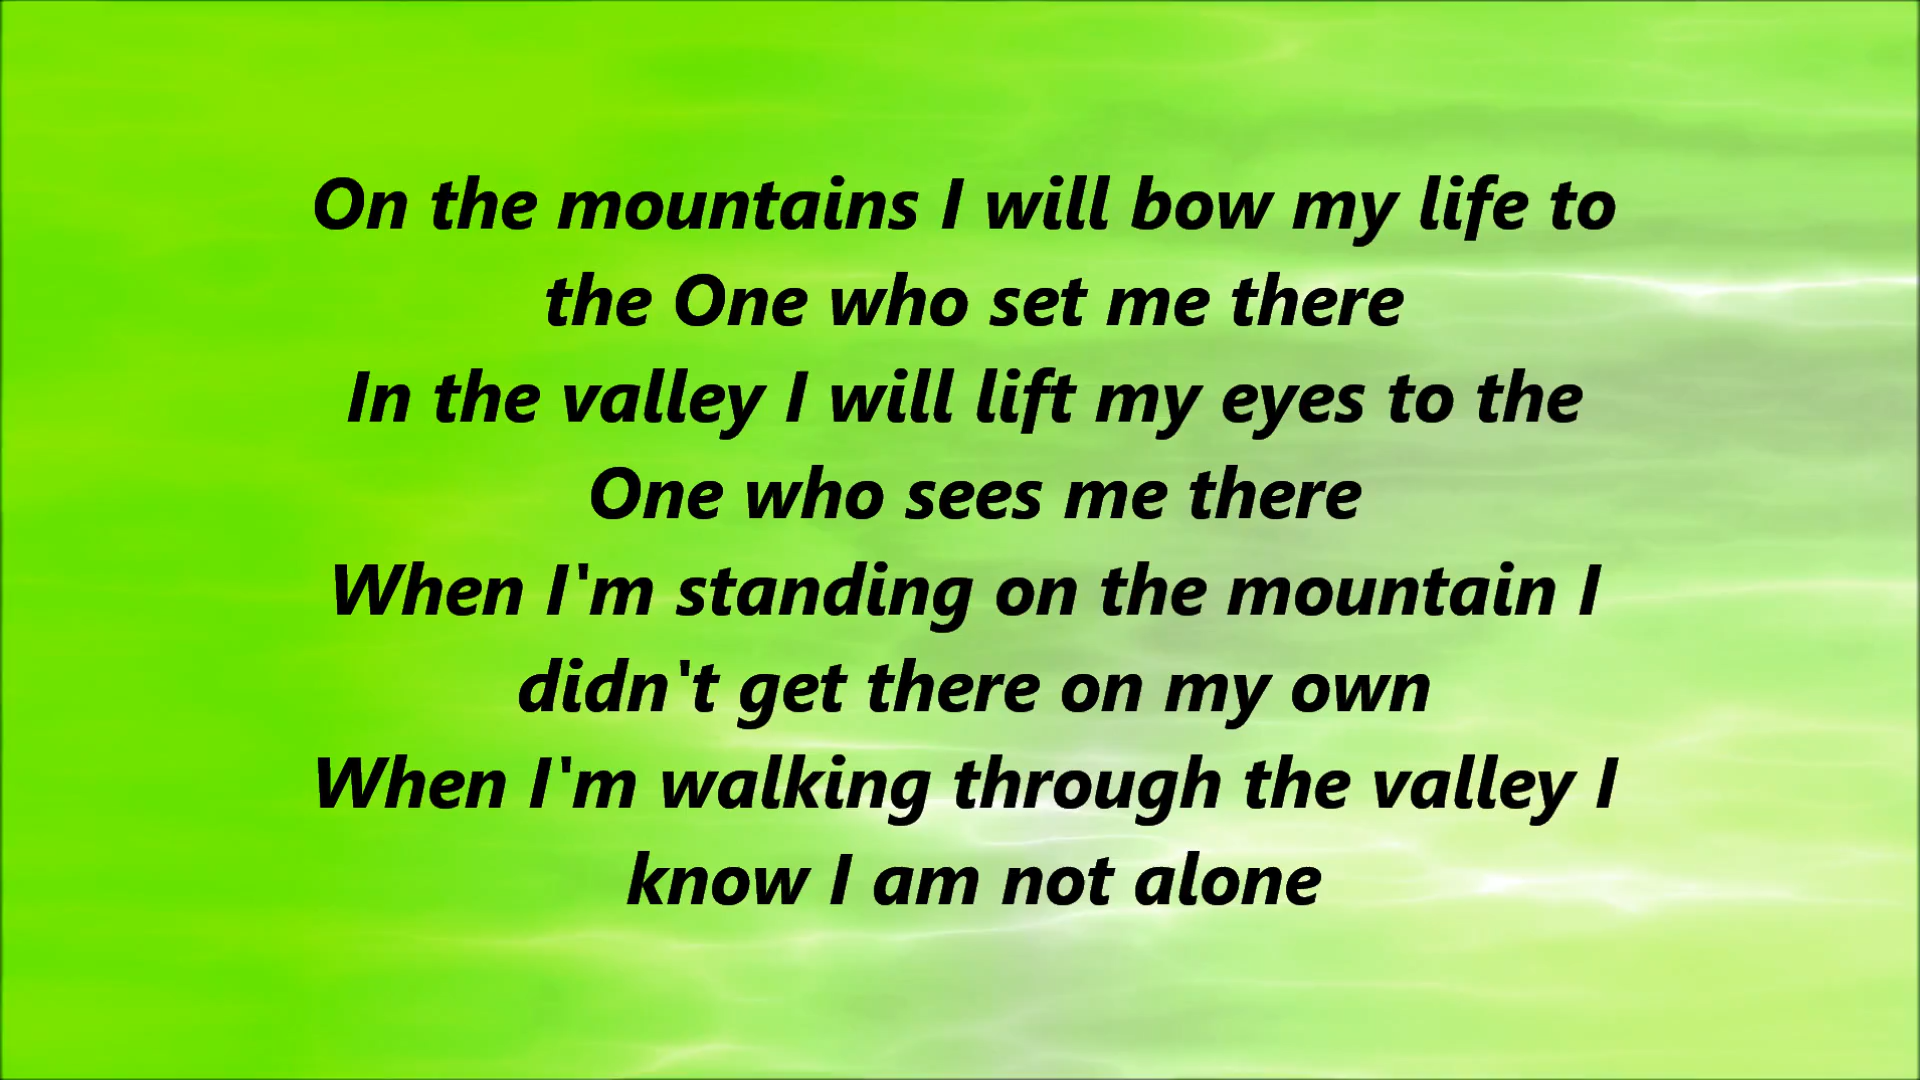 On the mountains I will bow my life to
the One who set me there
In the valley I will lift my eyes to the
One who sees me there
When I'm standing on the mountain I
didn't get there on my own
When I'm walking through the valley I
know I am not alone